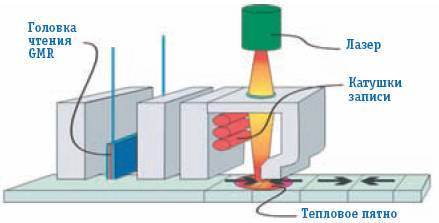 Головка
чтения
GMR
Лазер
Катушки
записи
Тепловое пятно